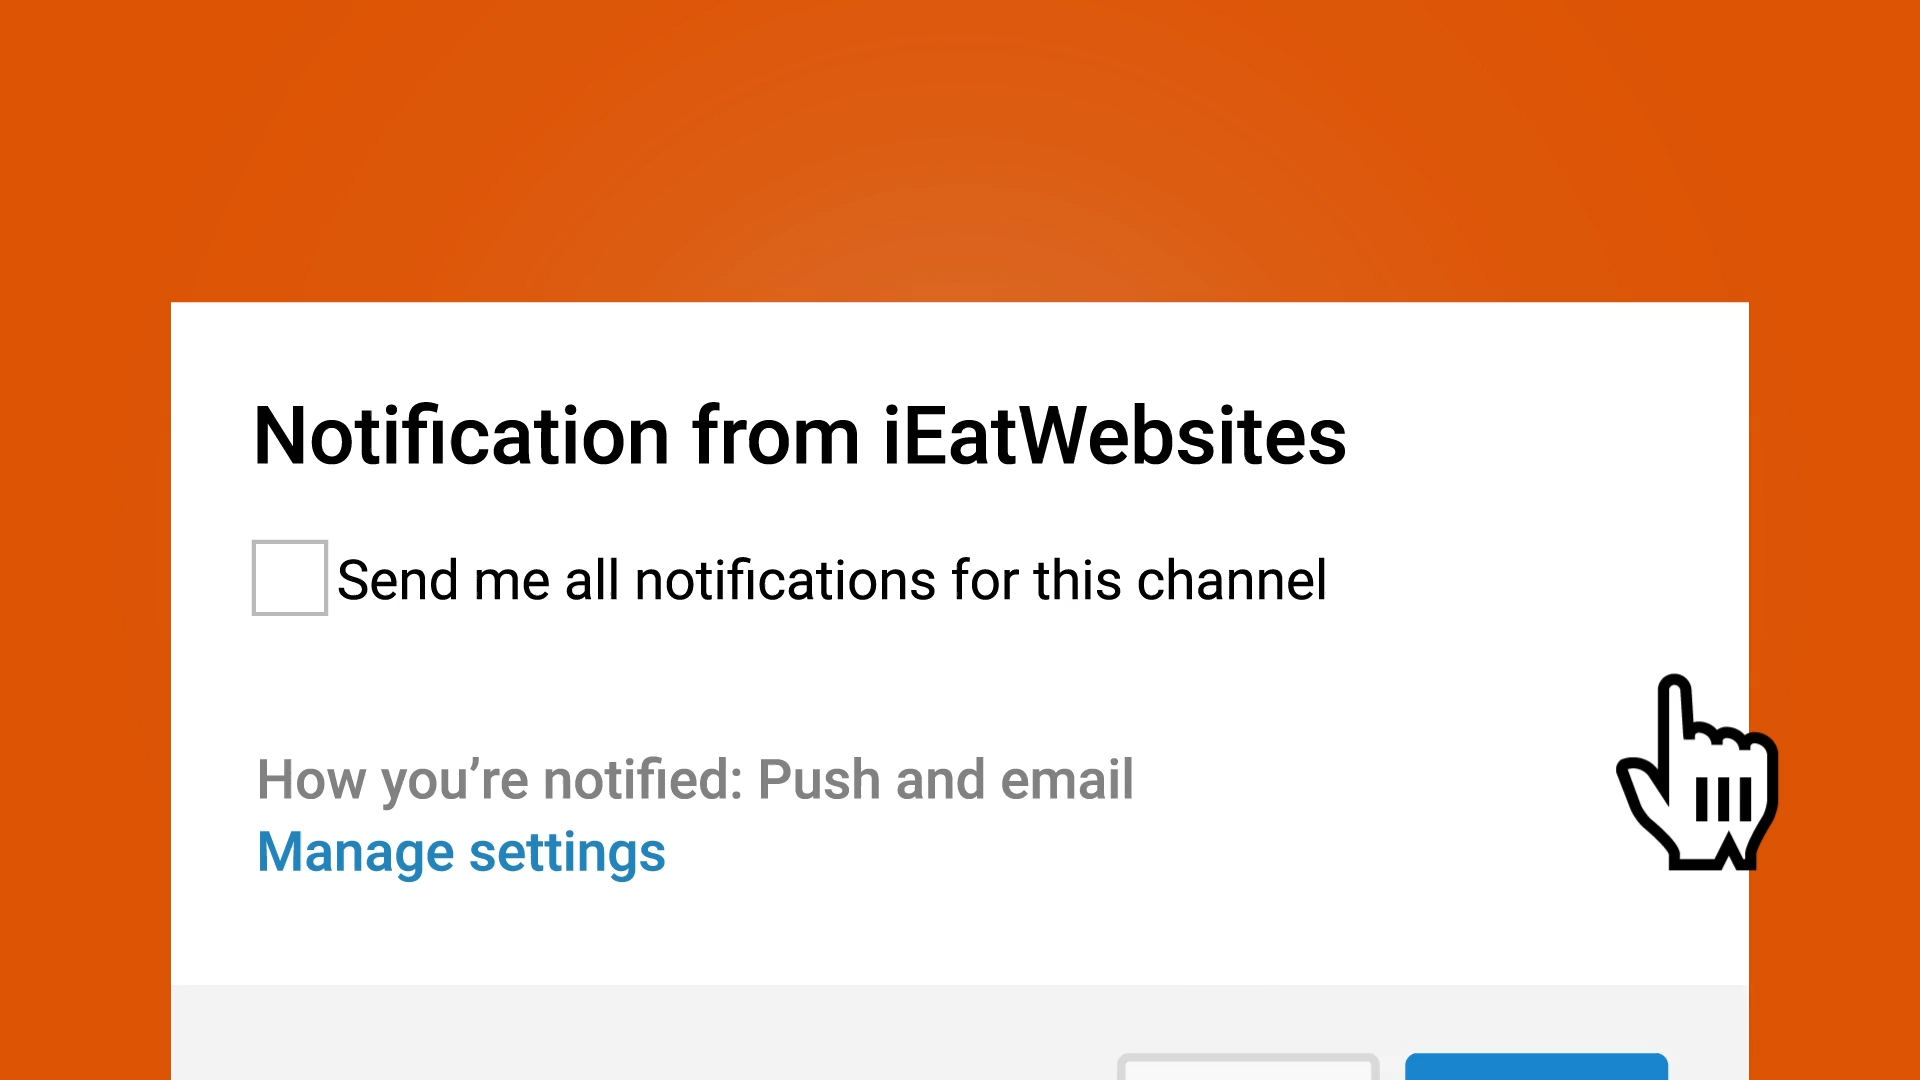 Notification from iEatWebsites
Send me all notifications for this channel
How you’re notified: Push and email
Manage settings